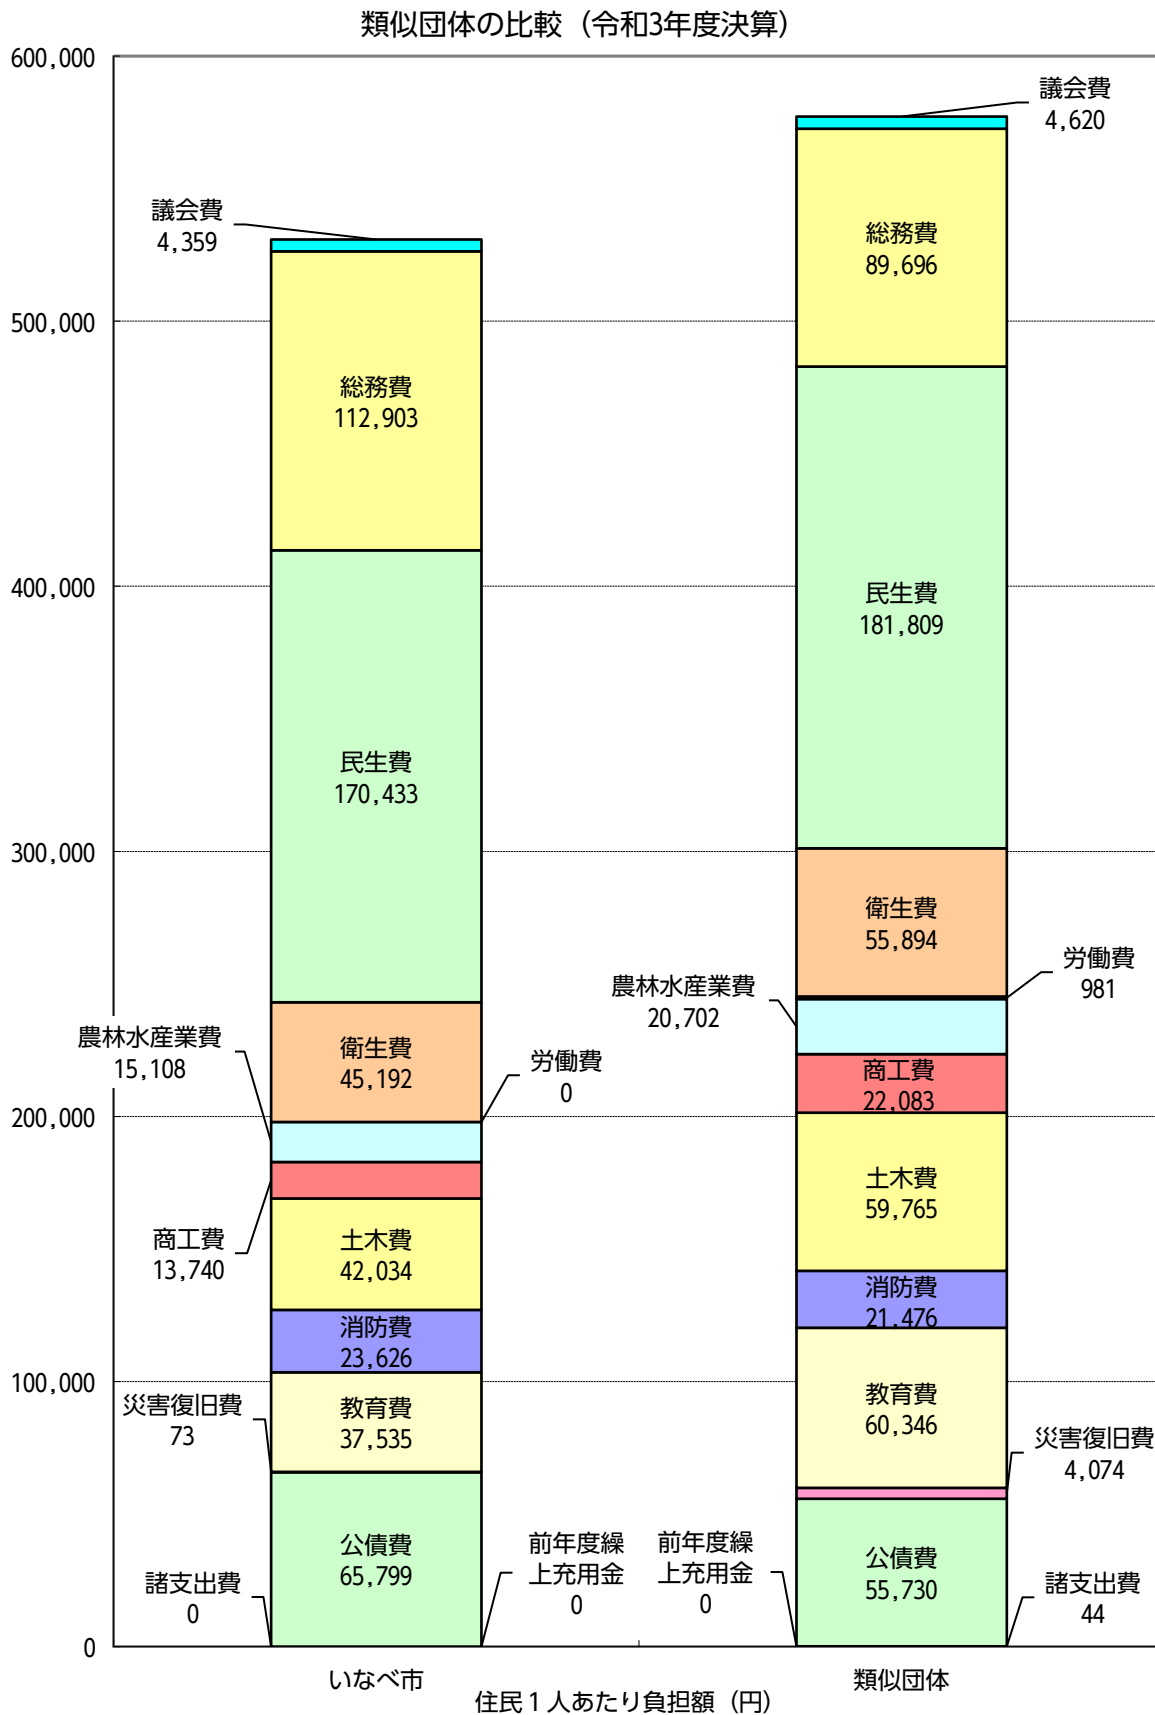 類似団体の比較（令和3年度決算）
600,000
500,000
400,000
300,000
200,000
100,000
0
議会費
4,359
総務費
112,903
民生費
170,433
衛生費
45,192
労働費
0
農林水産業費
15,108
商工費
13,740
土木費
42,034
消防費
23,626
教育費
37,535
災害復旧費
73
公債費
65,799
諸支出費
0
前年度繰
上充用金
0
議会費
4,620
総務費
89,696
民生費
181,809
衛生費
55,894
労働費
981
農林水産業費
20,702
商工費
22,083
土木費
59,765
消防費
21,476
教育費
60,346
災害復旧費
4,074
公債費
55,730
前年度繰
上充用金
0
諸支出費
44
いなべ市
類似団体
住民１人あたり負担額（円）